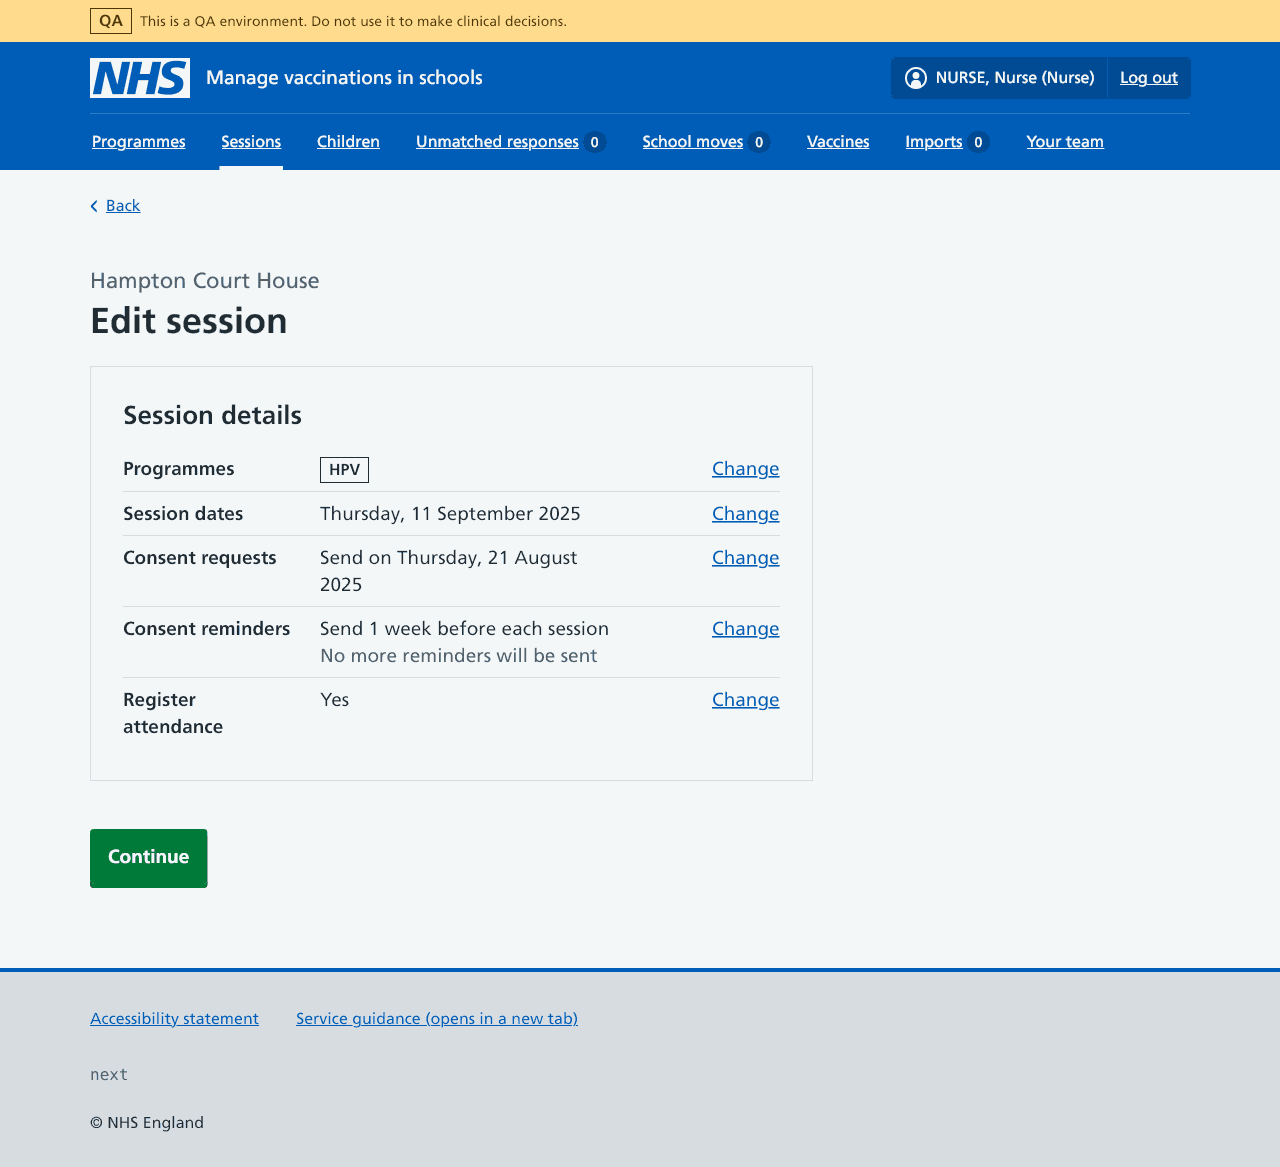 QA This is a QA environment. Do not use it to make clinical decisions.
NHS Manage vaccinations in schools NURSE, Nurse (Nurse) Log out
Programmes Sessions Children Unmatched responses 0 School moves 0 Vaccines Imports 0 Your team
Back
Hampton Court House
Edit session
Session details
Programmes HPV Change
Session dates Thursday, 11 September 2025 Change
Consent requests Send on Thursday, 21 August Change
2025
Consent reminders Send 1 week before each session Change
No more reminders will be sent
Register Yes Change
attendance
Continue
Accessibility statement Service guidance (opens in a new tab)
next
© NHS England